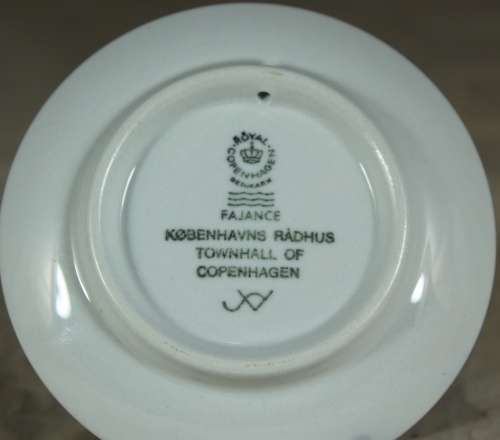 ROYAL
COPENHAGEN
DENMARK
FAJANCE
KØBENHAVNS RÅDHUS
TOWNHALL OF
COPENHAGEN